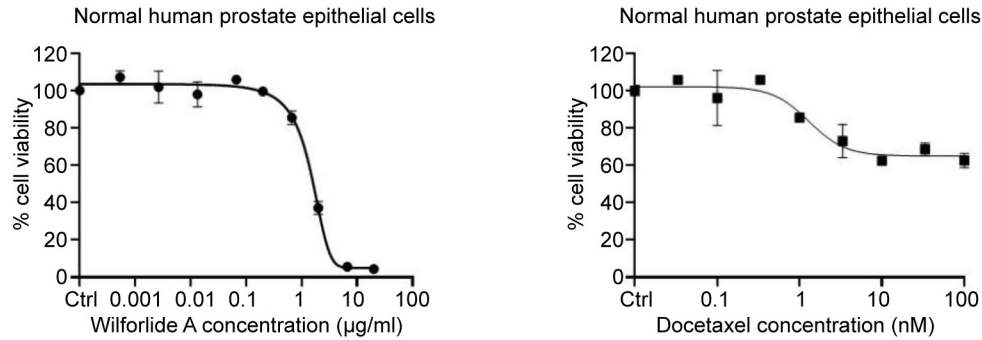 Normal human prostate epithelial cells
120
100
80
60
40
20
0
% cell viability
Ctrl 0.001 0.01 0.1 1 10 100
Wilforlide A concentration (µg/ml)
Normal human prostate epithelial cells
120
100
80
60
40
20
0
% cell viability
Ctrl 0.1 1 10 100
Docetaxel concentration (nM)